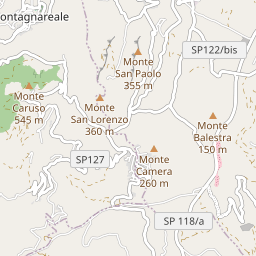 ontagnareale
SP122/bis
Monte
San Paolo
355 m
Monte
Caruso
545 m
Monte
San Lorenzo
360 m
Monte
Balestra
150 m
SP127
Monte
Camera
260 m
SP 118/a